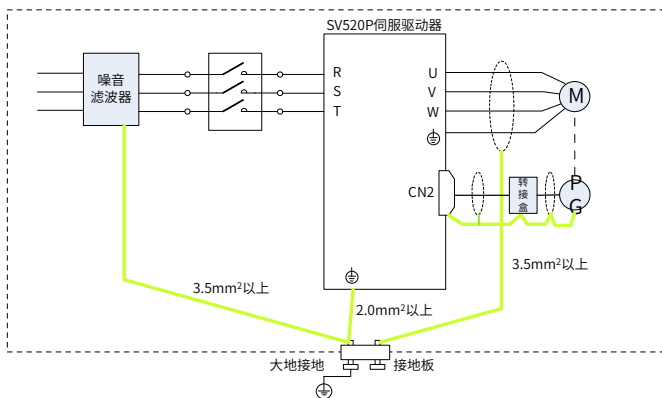 SV520P伺服驱动器
噪音
滤波器
R
S
T
U
V
W
M
CN2
转
接
盒
P
G
3.5mm²以上
3.5mm²以上
2.0mm²以上
大地接地
接地板